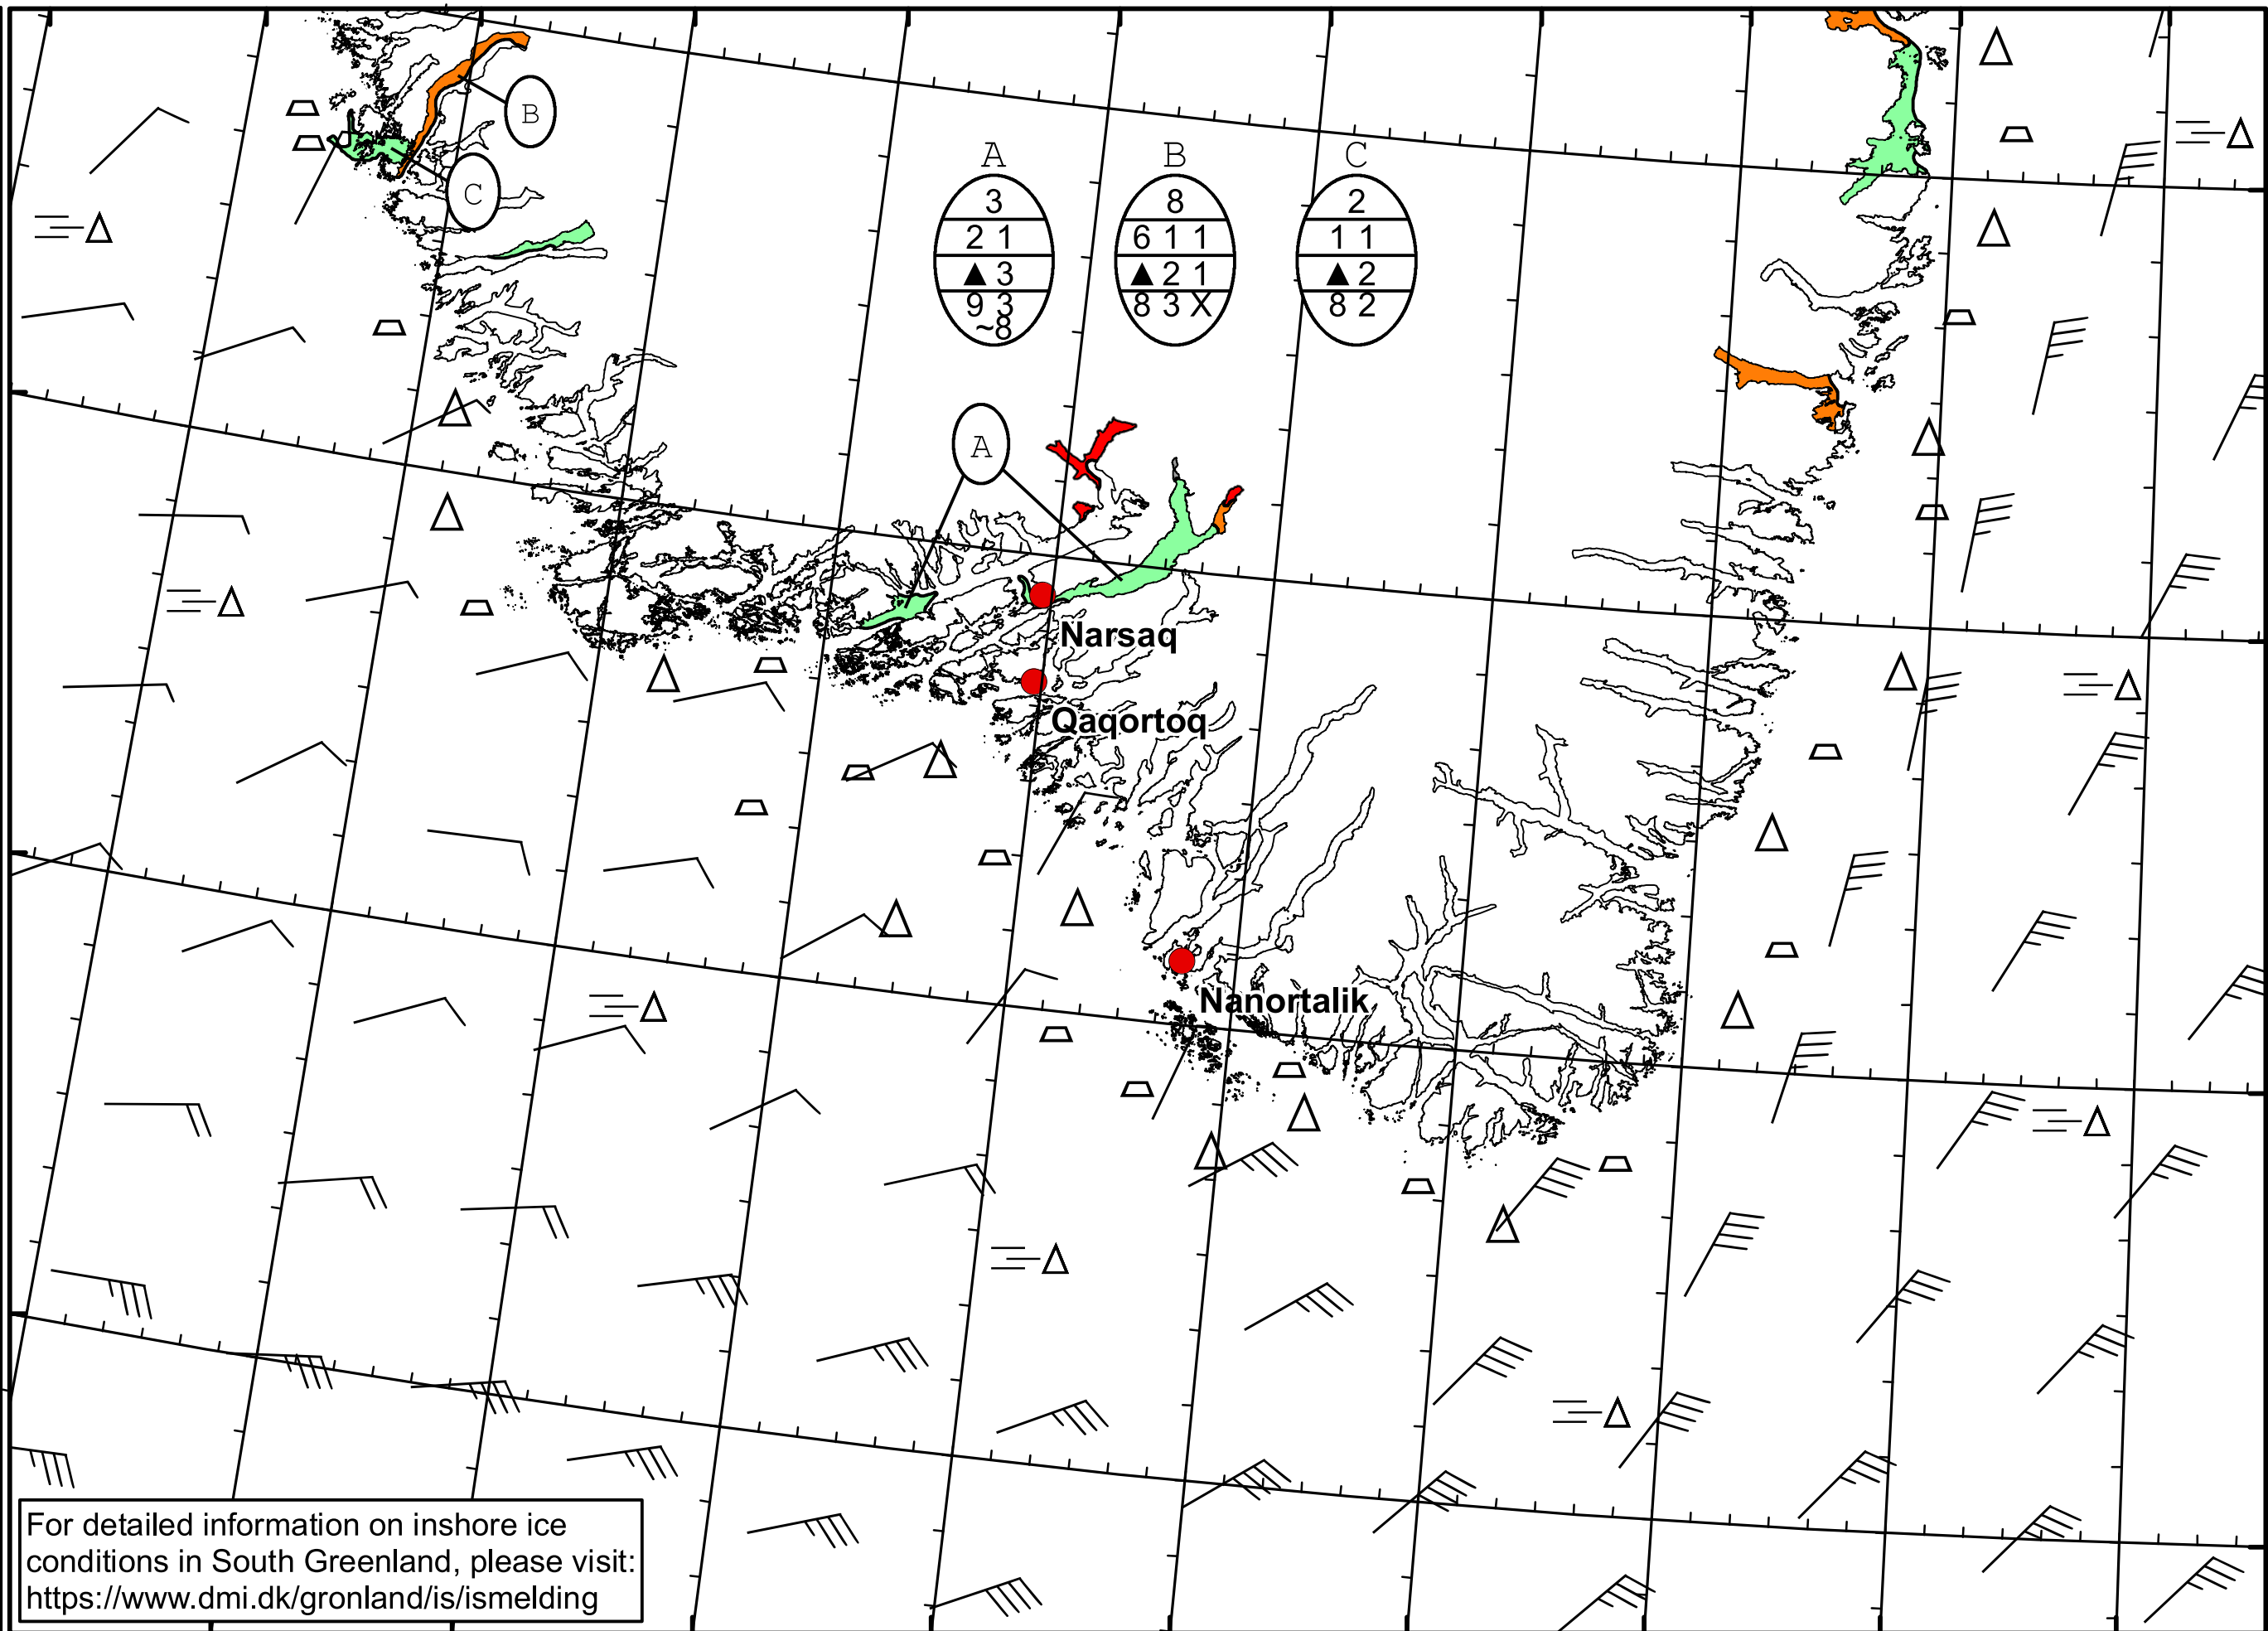 B
C
A B C
3 8 2
2 1 6 1 1 1 1
▲ 3 ▲ 2 1 ▲ 2
9 3 8 3 X 8 2
~8
A
Narsaq
Qaqortoq
Nanortalik
For detailed information on inshore ice
conditions in South Greenland, please visit:
https://www.dmi.dk/gronland/is/ismelding